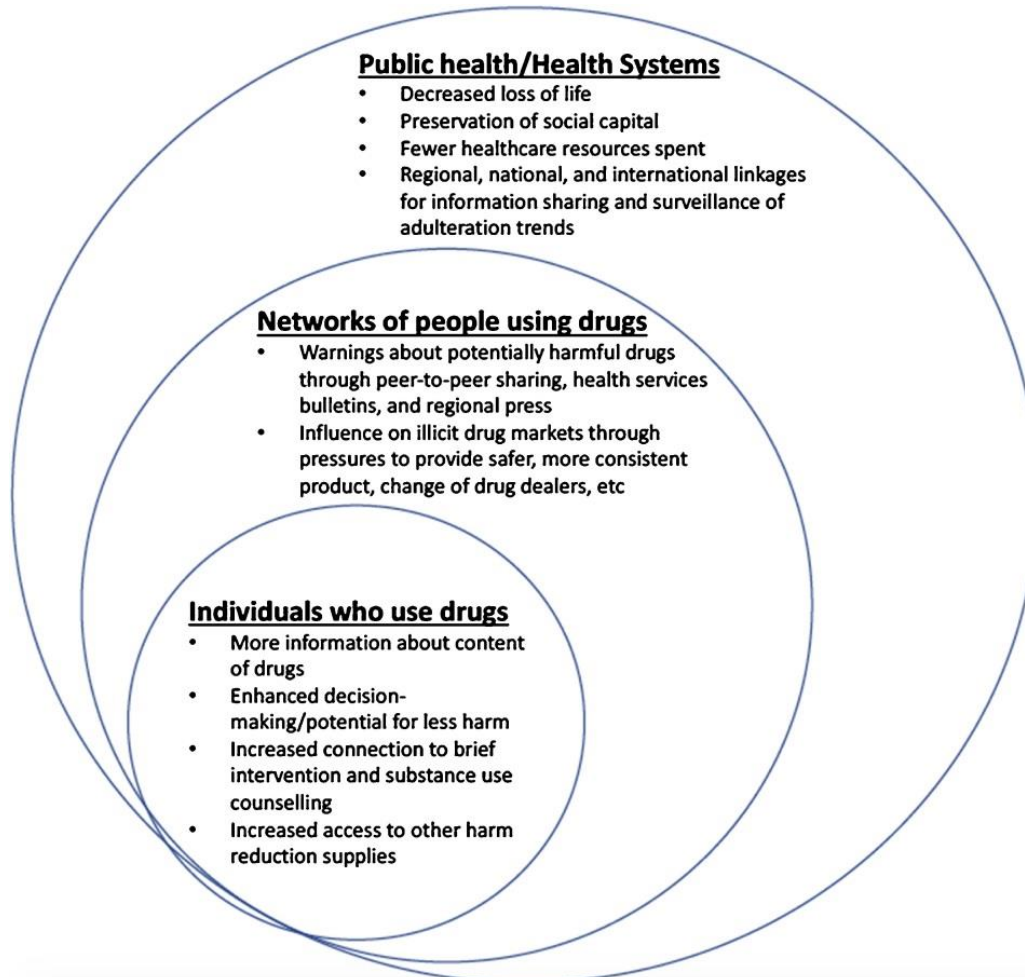 Public health/Health Systems
• Decreased loss of life
• Preservation of social capital
• Fewer healthcare resources spent
• Regional, national, and international linkages
for information sharing and surveillance of
adulteration trends
Networks of people using drugs
• Warnings about potentially harmful drugs
through peer-to-peer sharing, health services
bulletins, and regional press
• Influence on illicit drug markets through
pressures to provide safer, more consistent
product, change of drug dealers, etc
Individuals who use drugs
• More information about content
of drugs
• Enhanced decision-
making/potential for less harm
• Increased connection to brief
intervention and substance use
counselling
• Increased access to other harm
reduction supplies